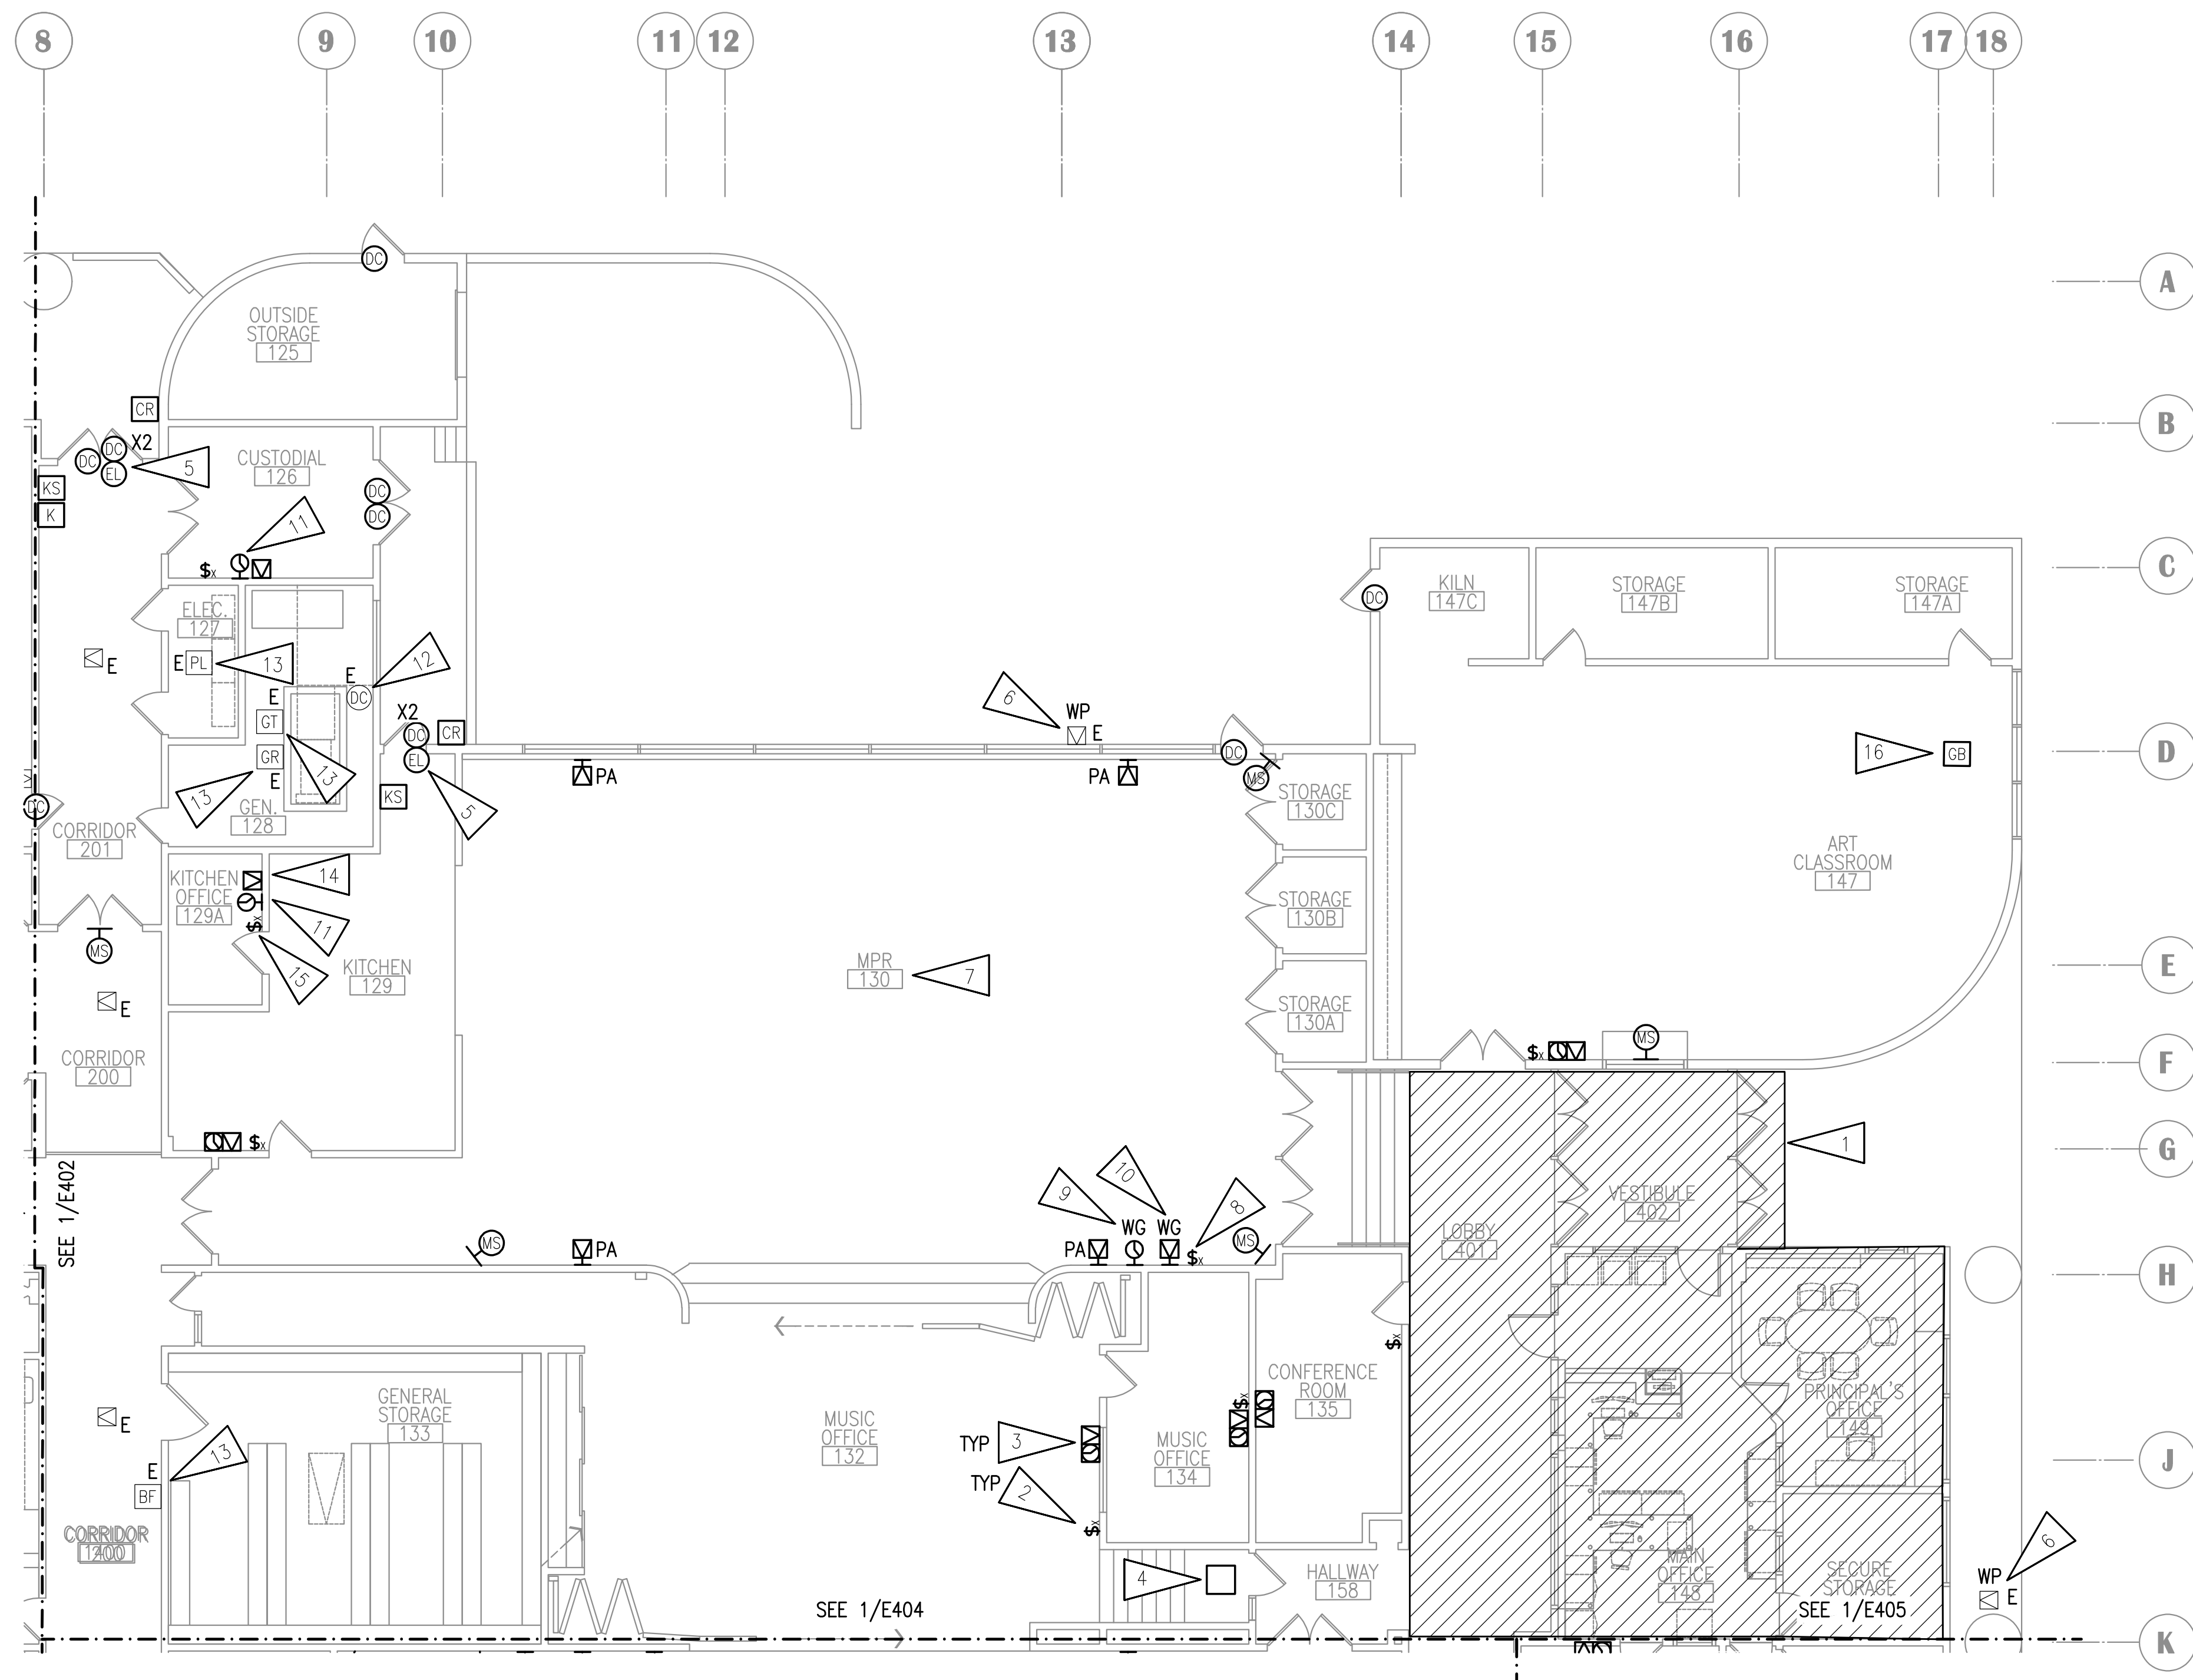 8 9 10 11 12 13 14 15 16 17 18
A
OUTSIDE
STORAGE
125
DC
B
CR
DC DC X2
EL
5
KS
K
CUSTODIAL
126
11
DC
DC
$x
C
KILN
147C
STORAGE
147B
STORAGE
147A
DC
ELEC.
127
E
E PL 13
E
DC
12
E
GT
GR
E
13
13
GEN.
128
X2
DC
EL
CR
5
KS
6
WP
E
PA
PA
DC
MS
D
16
GB
STORAGE
130C
DC
CORRIDOR
201
ART
CLASSROOM
147
KITCHEN
OFFICE
129A
14
11
$x
15
STORAGE
130B
MS
E
KITCHEN
129
MPR
130
7
E
STORAGE
130A
CORRIDOR
200
$x
MS
F
$x
1
G
SEE 1/E402
9
10
8
WG WG
VESTIBULE
402
LOBBY
401
MS
PA
PA
$x
MS
H
$x
GENERAL
STORAGE
133
E
13
E
BF
MUSIC
OFFICE
132
TYP 3
TYP 2
$x
MUSIC
OFFICE
134
$x
CONFERENCE
ROOM
135
PRINCIPAL'S
OFFICE
149
J
CORRIDOR
4
HALLWAY
158
MAIN
OFFICE
148
SECURE
STORAGE
6
WP
E
SEE 1/E404
SEE 1/E405
K